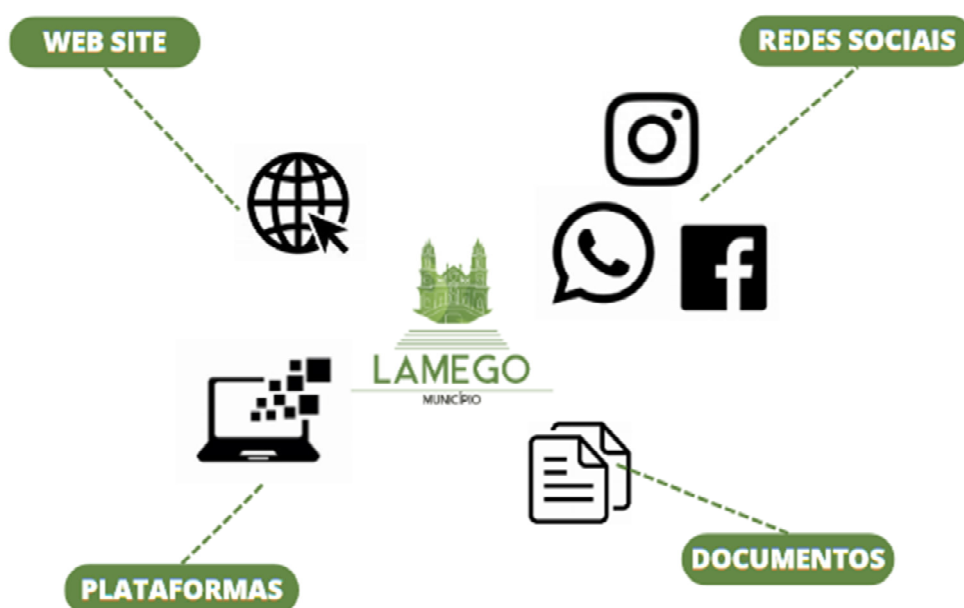 WEB SITE
REDES SOCIAIS
LAMEGO
MUNICÍPIO
DOCUMENTOS
PLATAFORMAS